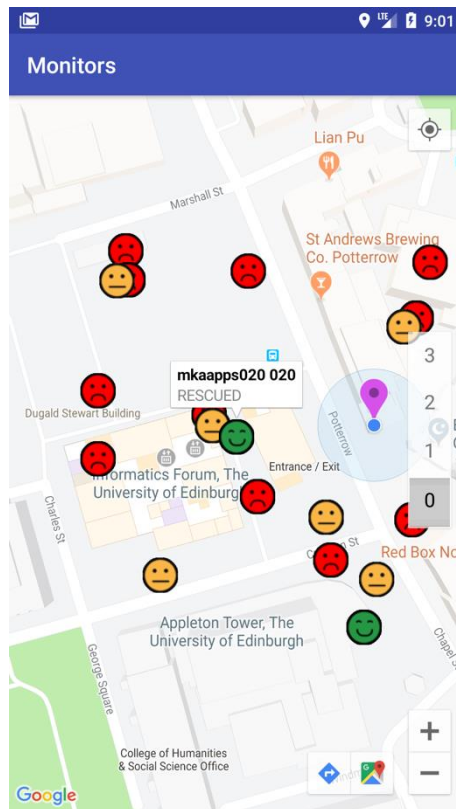 LTE 9:01
Monitors
Lian Pu
Marshall St
St Andrews Brewing
Co. Potterrow
3
mkaapps020 020
RESCUED
2
Dugald Stewart Building
Potterrow
1
Entrance / Exit
Informatics Forum, The
University of Edinburgh
0
Charles St
St
Red Box No
Appleton Tower, The
University of Edinburgh
Chapel
George Square
College of Humanities
& Social Science Office
+
−
Google